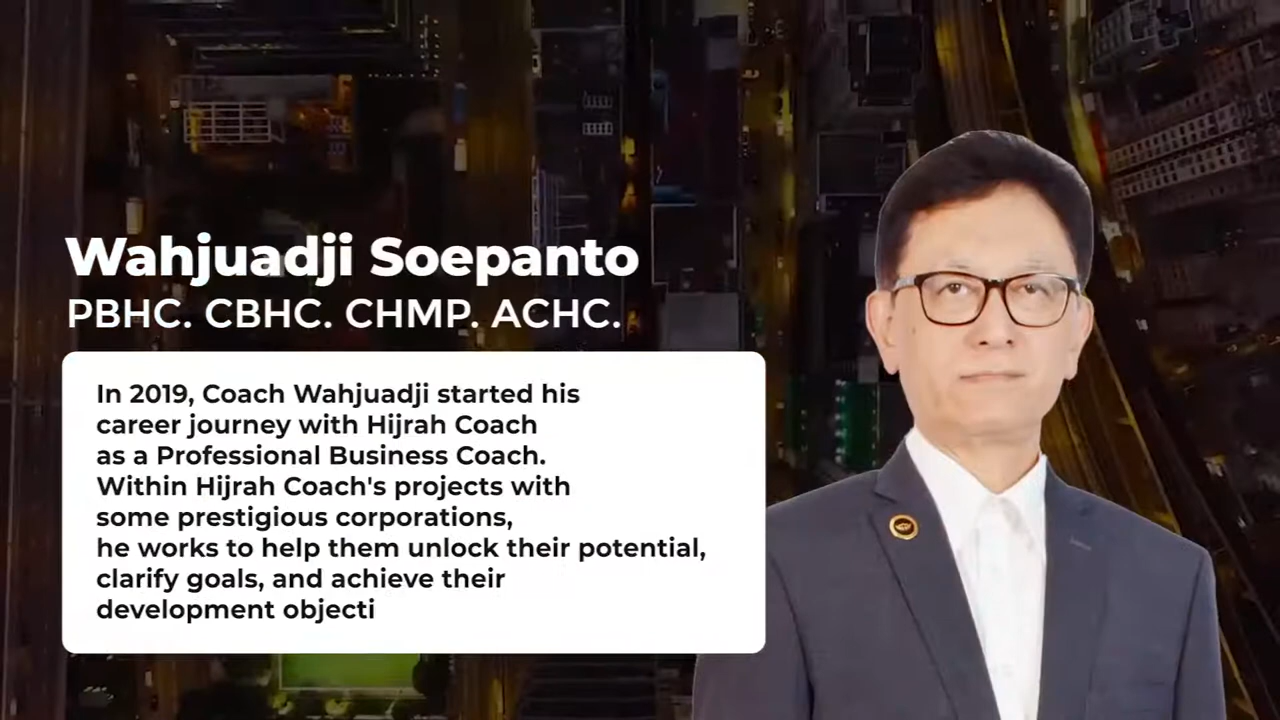 Wahjuadji Soepanto
PBHC. CBHC. CHMP. ACHC.
In 2019, Coach Wahjuadji started his
career journey with Hijrah Coach
as a Professional Business Coach.
Within Hijrah Coach's projects with
some prestigious corporations,
he works to help them unlock their potential,
clarify goals, and achieve their
development objecti